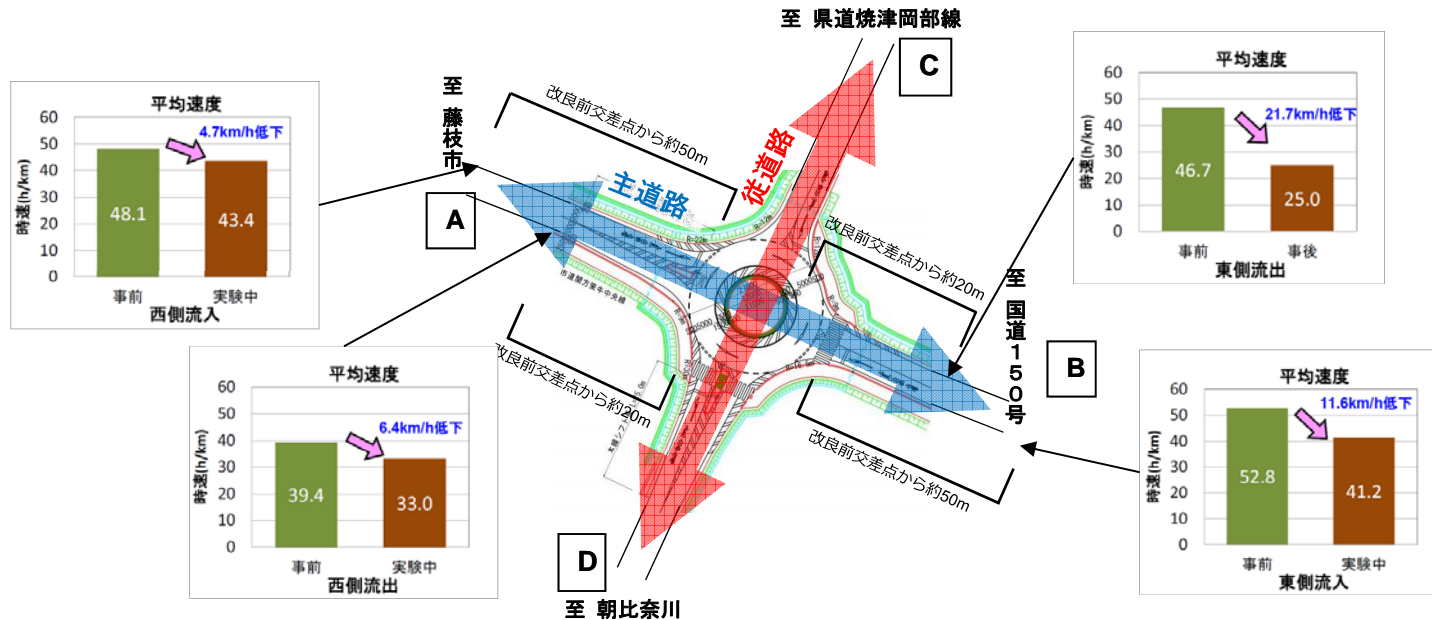 至 県道焼津岡部線
C
至 藤枝市
A
改良前交差点から約50m
主道路
従道路
改良前交差点から約20m
至 国道150号
B
改良前交差点から約20m
改良前交差点から約50m
D
至 朝比奈川
市道関方策牛中央線
平均速度
4.7km/h低下
時速(h/km)
60
50
40
30
20
10
0
48.1
43.4
事前
実験中
西側流入
平均速度
6.4km/h低下
時速(h/km)
60
50
40
30
20
10
0
39.4
33.0
事前
実験中
西側流出
平均速度
21.7km/h低下
時速(h/km)
60
50
40
30
20
10
0
46.7
25.0
事前
事後
東側流出
平均速度
11.6km/h低下
時速(h/km)
60
50
40
30
20
10
0
52.8
41.2
事前
実験中
東側流入